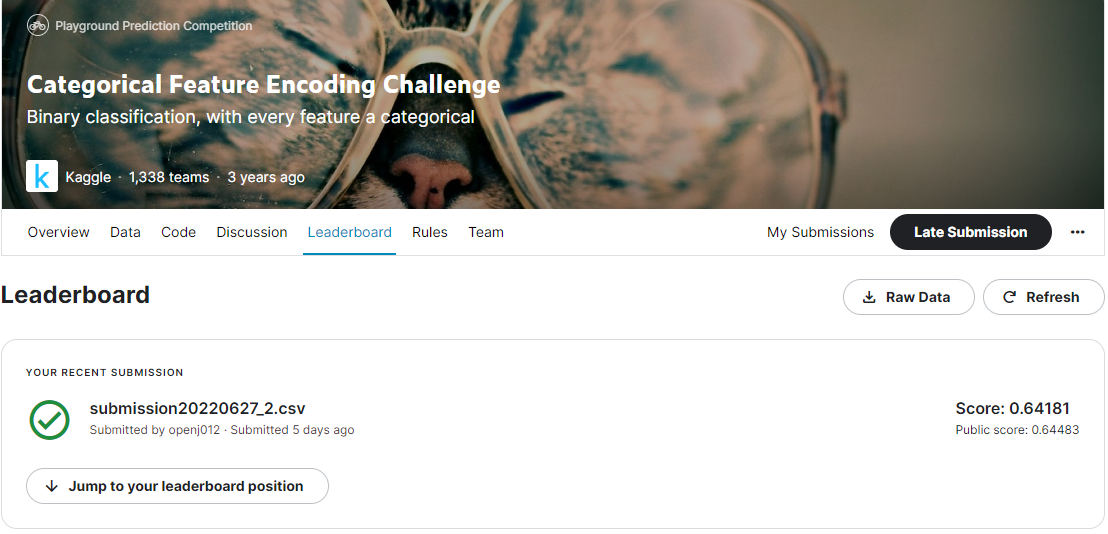 Playground Prediction Competition
Categorical Feature Encoding Challenge
Binary classification, with every feature a categorical
k Kaggle · 1,338 teams · 3 years ago
Overview Data Code Discussion Leaderboard Rules Team My Submissions Late Submission ···
Leaderboard Raw Data Refresh
YOUR RECENT SUBMISSION
submission20220627_2.csv Score: 0.64181
Submitted by openj012 · Submitted 5 days ago Public score: 0.64483
Jump to your leaderboard position